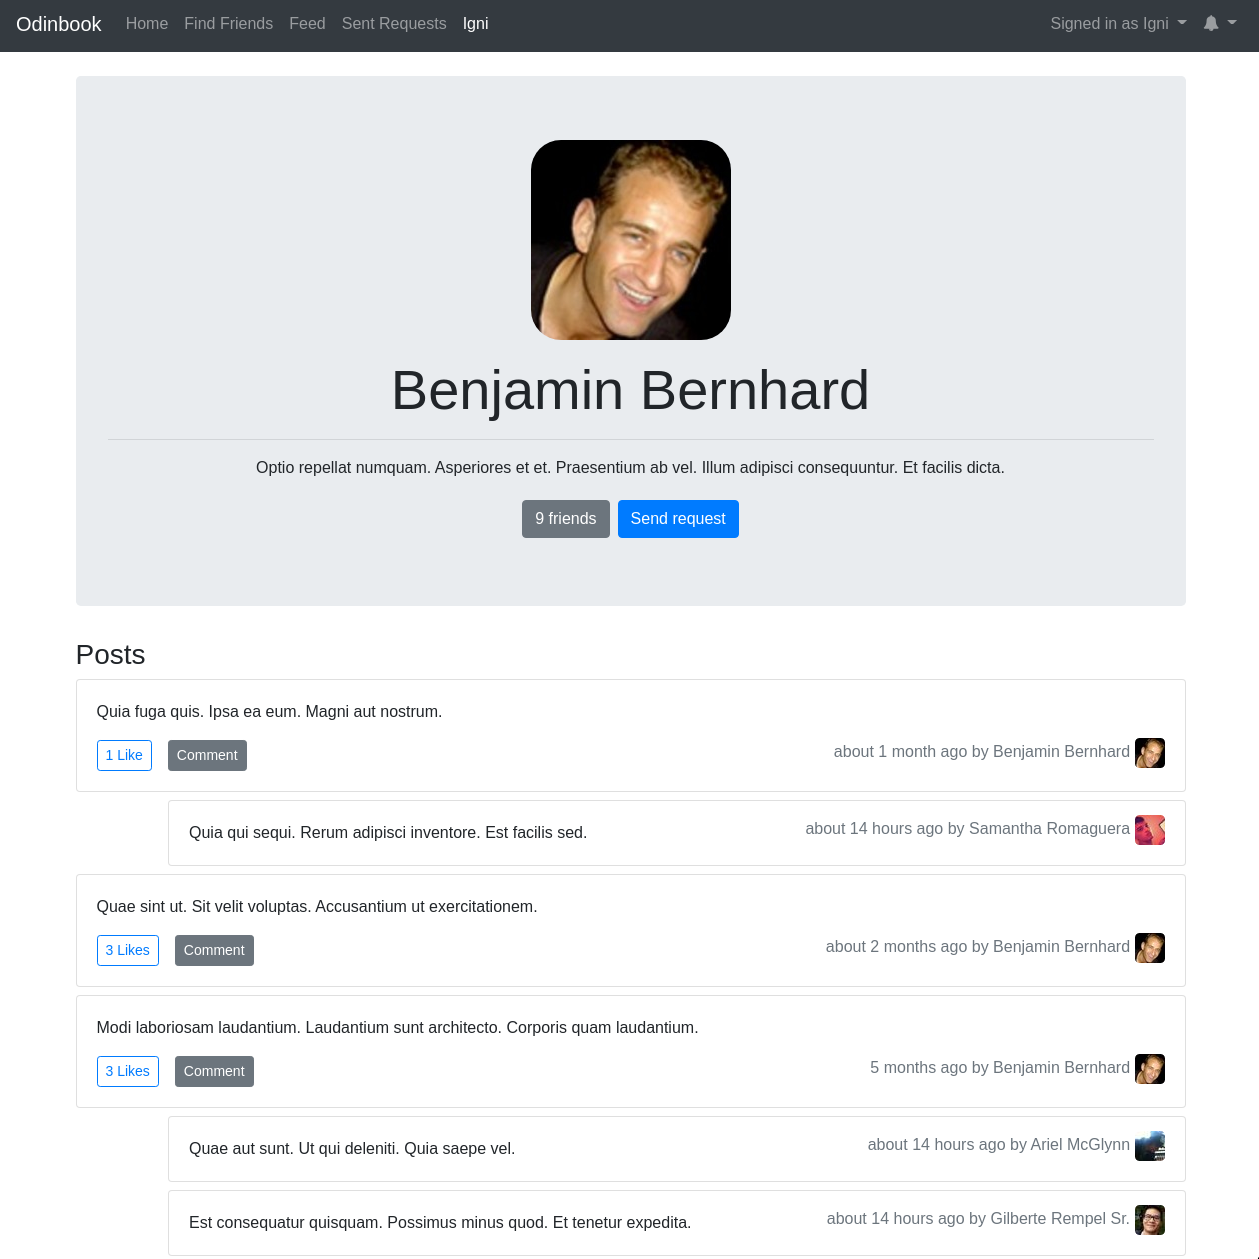 Odinbook Home Find Friends Feed Sent Requests Igni Signed in as Igni
Benjamin Bernhard
Optio repellat numquam. Asperiores et et. Praesentium ab vel. Illum adipisci consequuntur. Et facilis dicta.
9 friends Send request
Posts
Quia fuga quis. Ipsa ea eum. Magni aut nostrum.
1 Like Comment about 1 month ago by Benjamin Bernhard
Quia qui sequi. Rerum adipisci inventore. Est facilis sed. about 14 hours ago by Samantha Romaguera
Quae sint ut. Sit velit voluptas. Accusantium ut exercitationem.
3 Likes Comment about 2 months ago by Benjamin Bernhard
Modi laboriosam laudantium. Laudantium sunt architecto. Corporis quam laudantium.
3 Likes Comment 5 months ago by Benjamin Bernhard
Quae aut sunt. Ut qui deleniti. Quia saepe vel. about 14 hours ago by Ariel McGlynn
Est consequatur quisquam. Possimus minus quod. Et tenetur expedita. about 14 hours ago by Gilberte Rempel Sr.